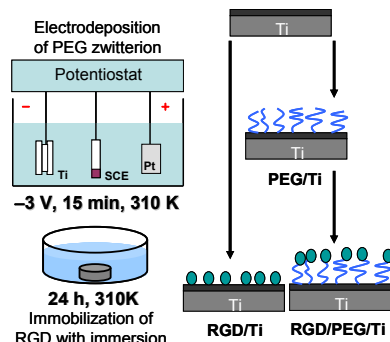 Electrodeposition
of PEG zwitterion
Potentiostat
− +
Ti SCE Pt
–3 V, 15 min, 310 K
24 h, 310K
Immobilization of
RGD with immersion
Ti
Ti
PEG/Ti
Ti Ti
RGD/Ti RGD/PEG/Ti